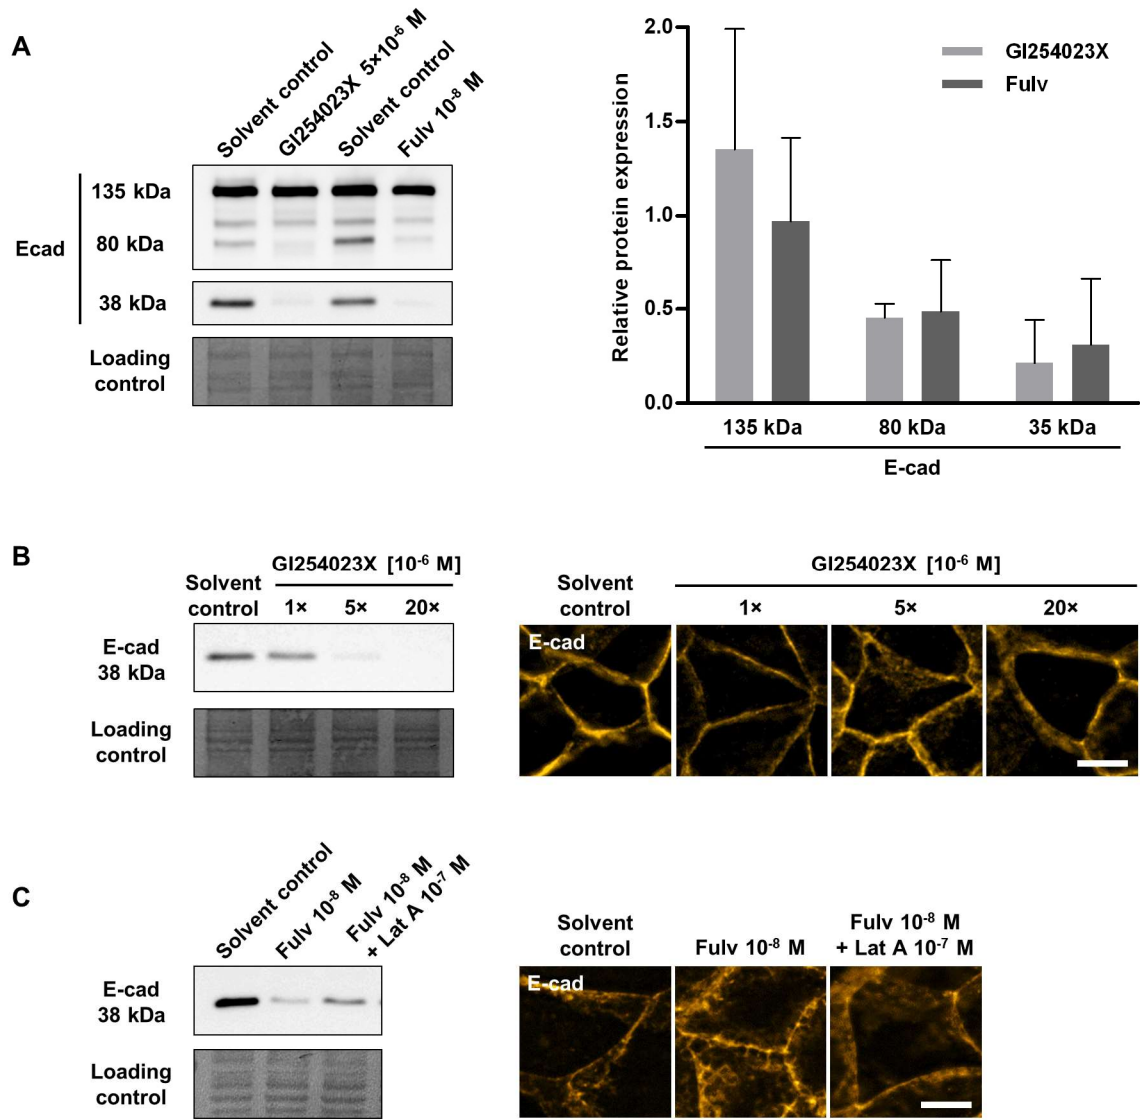 A
Solvent control
GI254023X 5×10-6 M
Solvent control
Fulv 10-8 M
Ecad
135 kDa
80 kDa
38 kDa
Loading
control
Relative protein expression
2.0
1.5
1.0
0.5
0.0
GI254023X
Fulv
135 kDa
80 kDa
35 kDa
E-cad
B
Solvent
control
GI254023X [10-6 M]
1×
5×
20×
E-cad
38 kDa
Loading
control
Solvent
control
GI254023X [10-6 M]
1×
5×
20×
E-cad
C
Solvent control
Fulv 10-8 M
Fulv 10-8 M
+ Lat A 10-7 M
E-cad
38 kDa
Loading
control
Solvent
control
Fulv 10-8 M
Fulv 10-8 M
+ Lat A 10-7 M
E-cad